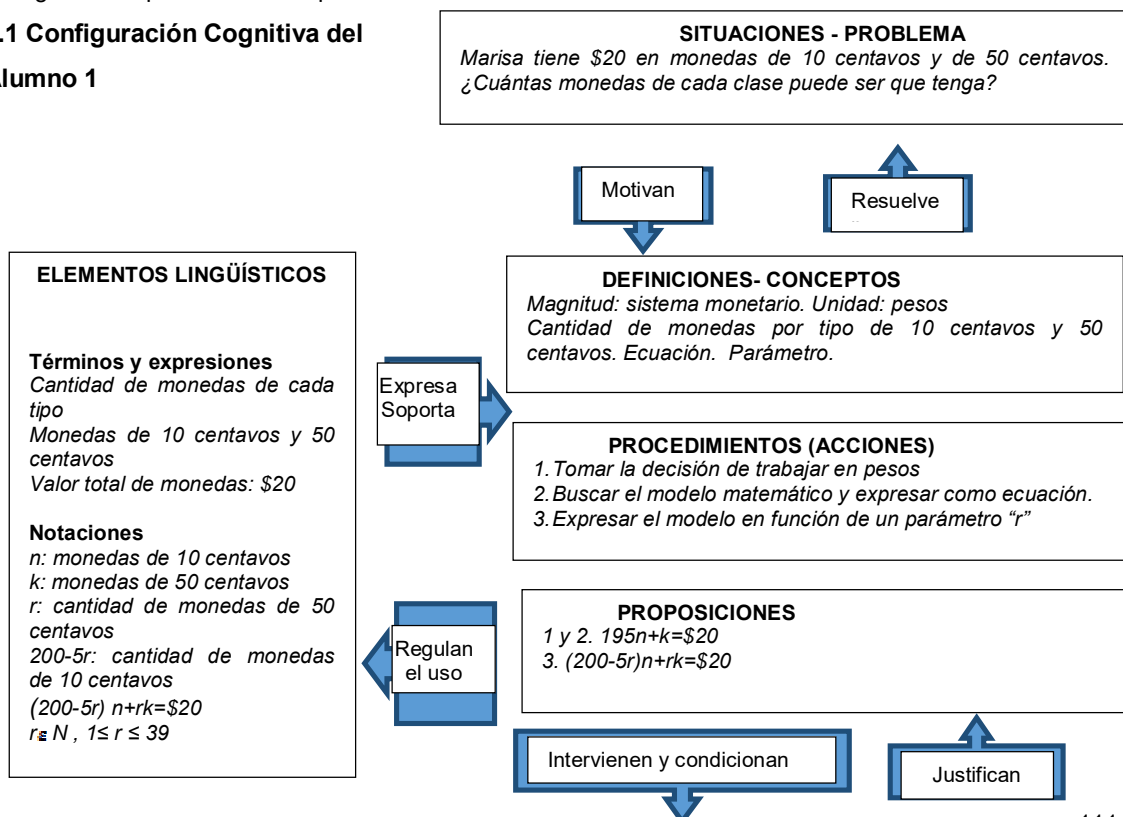 .1 Configuración Cognitiva del
lumno 1
SITUACIONES - PROBLEMA
Marisa tiene $20 en monedas de 10 centavos y de 50 centavos.
¿Cuántas monedas de cada clase puede ser que tenga?
Motivan
Resuelve
ELEMENTOS LINGÜÍSTICOS
Términos y expresiones
Cantidad de monedas de cada
tipo
Monedas de 10 centavos y 50
centavos
Valor total de monedas: $20
Notaciones
n: monedas de 10 centavos
k: monedas de 50 centavos
r: cantidad de monedas de 50
centavos
200-5r: cantidad de monedas
de 10 centavos
(200-5r) n+rk=$20
r∈ N , 1≤ r ≤ 39
Expresa
Soporta
DEFINICIONES- CONCEPTOS
Magnitud: sistema monetario. Unidad: pesos
Cantidad de monedas por tipo de 10 centavos y 50
centavos. Ecuación. Parámetro.
PROCEDIMIENTOS (ACCIONES)
1. Tomar la decisión de trabajar en pesos
2. Buscar el modelo matemático y expresar como ecuación.
3. Expresar el modelo en función de un parámetro “r”
Regulan
el uso
PROPOSICIONES
1 y 2. 195n+k=$20
3. (200-5r)n+rk=$20
Intervienen y condicionan
Justifican